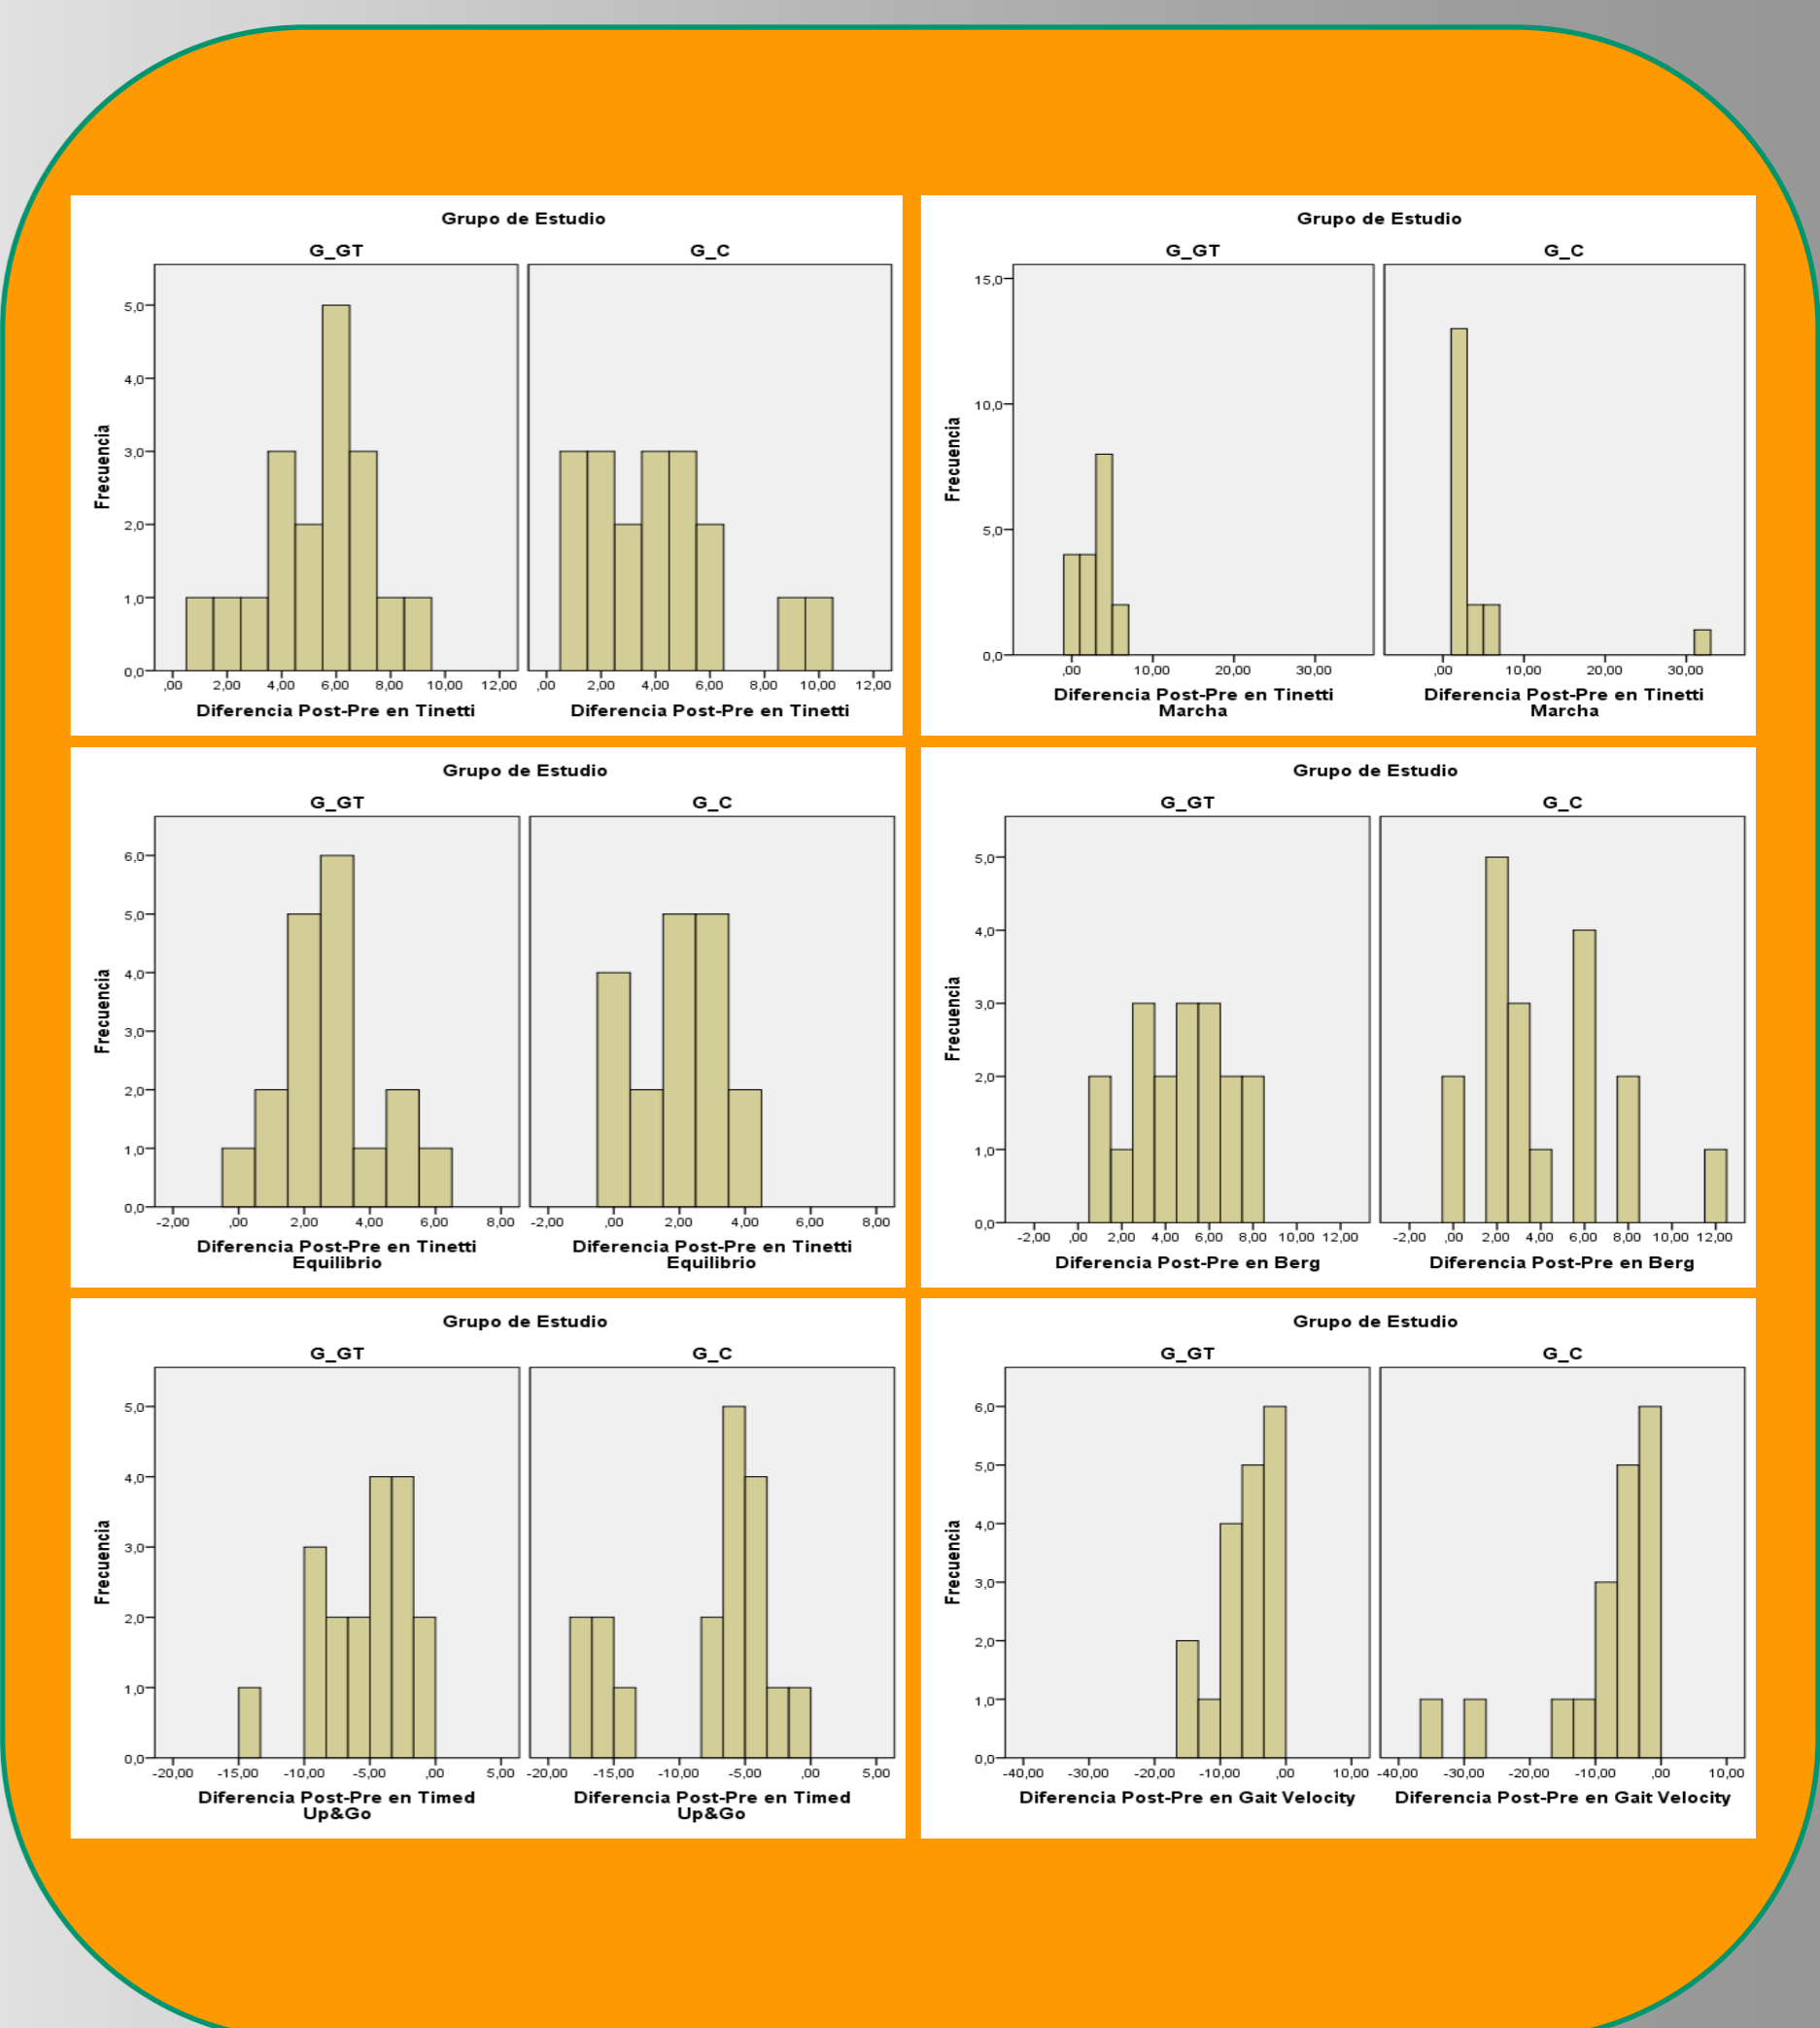 Grupo de Estudio
G_GT G_C
Frecuencia
5,0
4,0
3,0
2,0
1,0
0,0
,00 2,00 4,00 6,00 8,00 10,00 12,00 ,00 2,00 4,00 6,00 8,00 10,00 12,00
Diferencia Post-Pre en Tinetti Diferencia Post-Pre en Tinetti
Grupo de Estudio
G_GT G_C
Frecuencia
15,0
10,0
5,0
0,0
,00 10,00 20,00 30,00 ,00 10,00 20,00 30,00
Diferencia Post-Pre en Tinetti Diferencia Post-Pre en Tinetti
Marcha Marcha
Grupo de Estudio
G_GT G_C
Frecuencia
6,0
5,0
4,0
3,0
2,0
1,0
0,0
-2,00 ,00 2,00 4,00 6,00 8,00 -2,00 ,00 2,00 4,00 6,00 8,00
Diferencia Post-Pre en Tinetti Diferencia Post-Pre en Tinetti
Equilibrio Equilibrio
Grupo de Estudio
G_GT G_C
Frecuencia
5,0
4,0
3,0
2,0
1,0
0,0
-2,00 ,00 2,00 4,00 6,00 8,00 10,00 12,00 -2,00 ,00 2,00 4,00 6,00 8,00 10,00 12,00
Diferencia Post-Pre en Berg Diferencia Post-Pre en Berg
Grupo de Estudio
G_GT G_C
Frecuencia
5,0
4,0
3,0
2,0
1,0
0,0
-20,00 -15,00 -10,00 -5,00 ,00 5,00 -20,00 -15,00 -10,00 -5,00 ,00 5,00
Diferencia Post-Pre en Timed Diferencia Post-Pre en Timed
Up&Go Up&Go
Grupo de Estudio
G_GT G_C
Frecuencia
6,0
5,0
4,0
3,0
2,0
1,0
0,0
-40,00 -30,00 -20,00 -10,00 ,00 10,00 -40,00 -30,00 -20,00 -10,00 ,00 10,00
Diferencia Post-Pre en Gait Velocity Diferencia Post-Pre en Gait Velocity